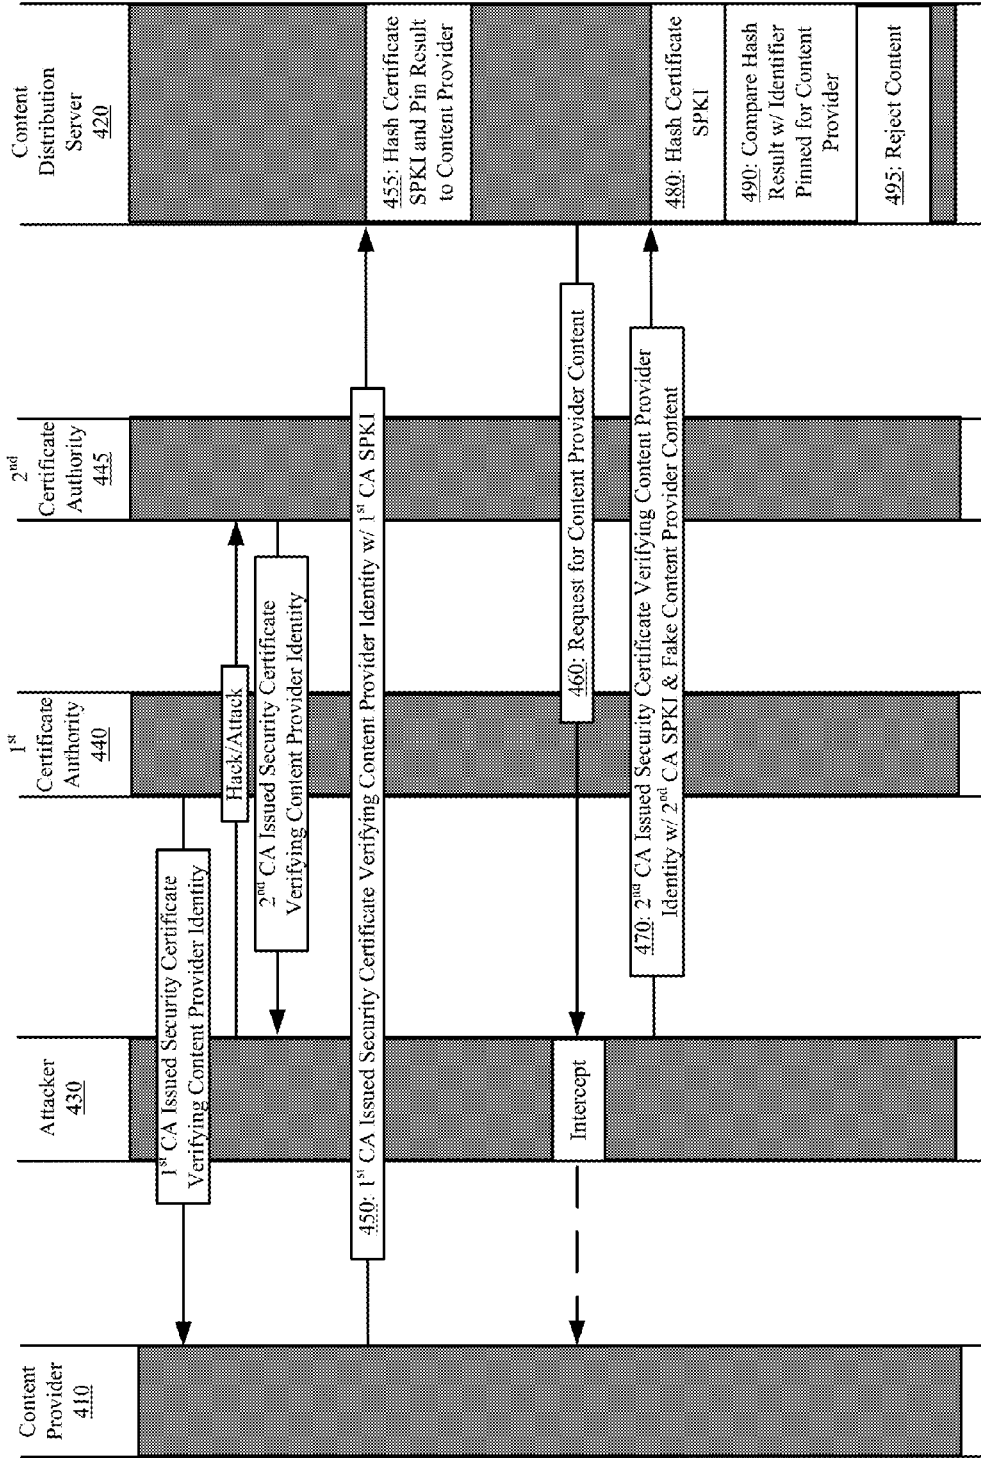 Content
Provider
410
Attacker
430
1st
Certificate
Authority
440
2nd
Certificate
Authority
445
Content
Distribution
Server
420
1st CA Issued Security Certificate
Verifying Content Provider Identity
Hack/Attack
2nd CA Issued Security Certificate
Verifying Content Provider Identity
450: 1st CA Issued Security Certificate Verifying Content Provider Identity w/ 1st CA SPKI
455: Hash Certificate
SPKI and Pin Result
to Content Provider
460: Request for Content Provider Content
Intercept
470: 2nd CA Issued Security Certificate Verifying Content Provider
Identity w/ 2nd CA SPKI & Fake Content Provider Content
480: Hash Certificate
SPKI
490: Compare Hash
Result w/ Identifier
Pinned for Content
Provider
495: Reject Content